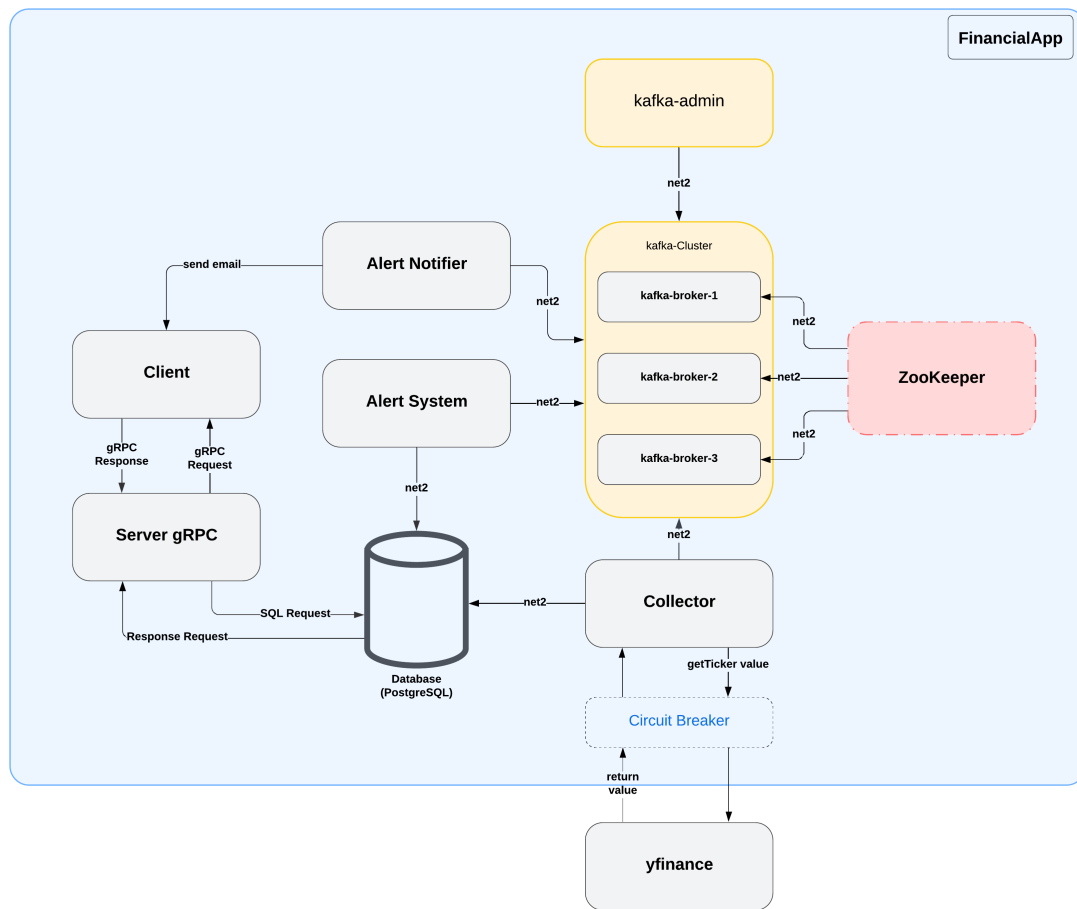 FinancialApp
kafka-admin
net2
kafka-Cluster
Alert Notifier
send email
net2
kafka-broker-1
net2
Client
Alert System
net2
kafka-broker-2
net2
ZooKeeper
gRPC
Response
gRPC
Request
kafka-broker-3
net2
net2
Server gRPC
net2
SQL Request
Response Request
net2
Collector
Database
(PostgreSQL)
getTicker value
Circuit Breaker
return
value
yfinance